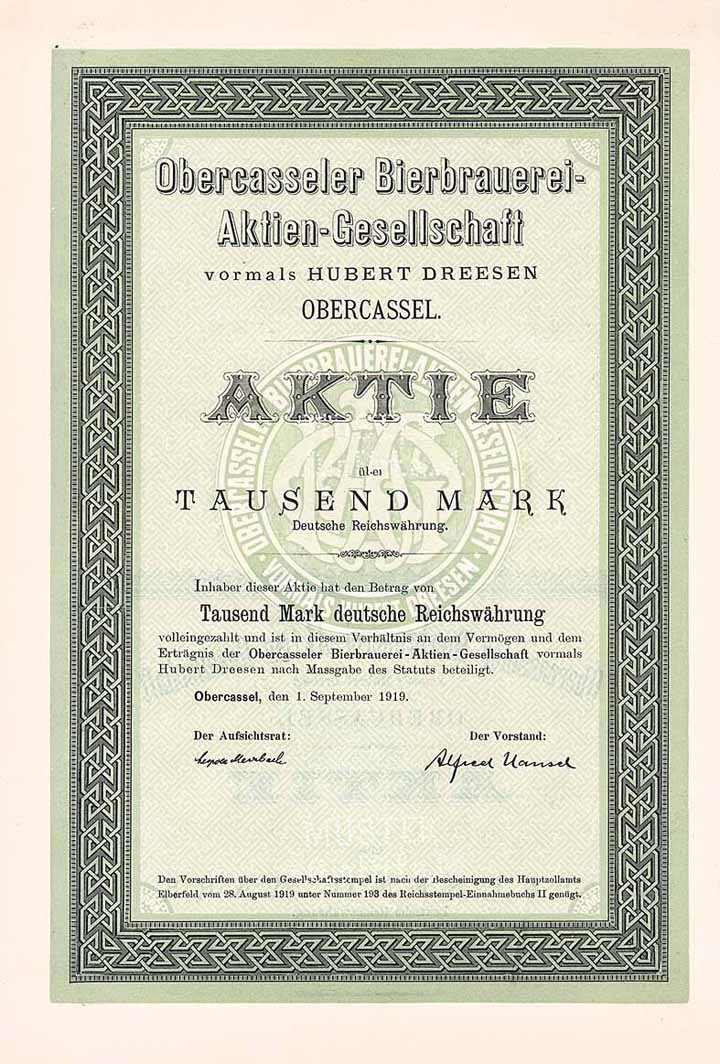 Obercasseler Bierbrauerei-
Aktien-Gesellschaft
vormals HUBERT DREESEN
OBERCASSEL.
AKTIE
über
TAUSEND MARK
Deutsche Reichswährung.
Inhaber dieser Aktie hat den Betrag von
Tausend Mark deutsche Reichswährung
volleingezahlt und ist in diesem Verhältnis an dem Vermögen und dem
Erträgnis der Obercasseler Bierbrauerei-Aktien-Gesellschaft vormals
Hubert Dreesen nach Massgabe des Statuts beteiligt.
Obercassel, den 1. September 1919.
Der Aufsichtsrat: Der Vorstand:
Alfred
Den Vorschriften über den Gesellschaftsstempel ist nach der Bescheinigung des Hauptzollamts
Elberfeld vom 28. August 1919 unter Nummer 193 des Reichsstempel-Einnahmebuchs II genügt.